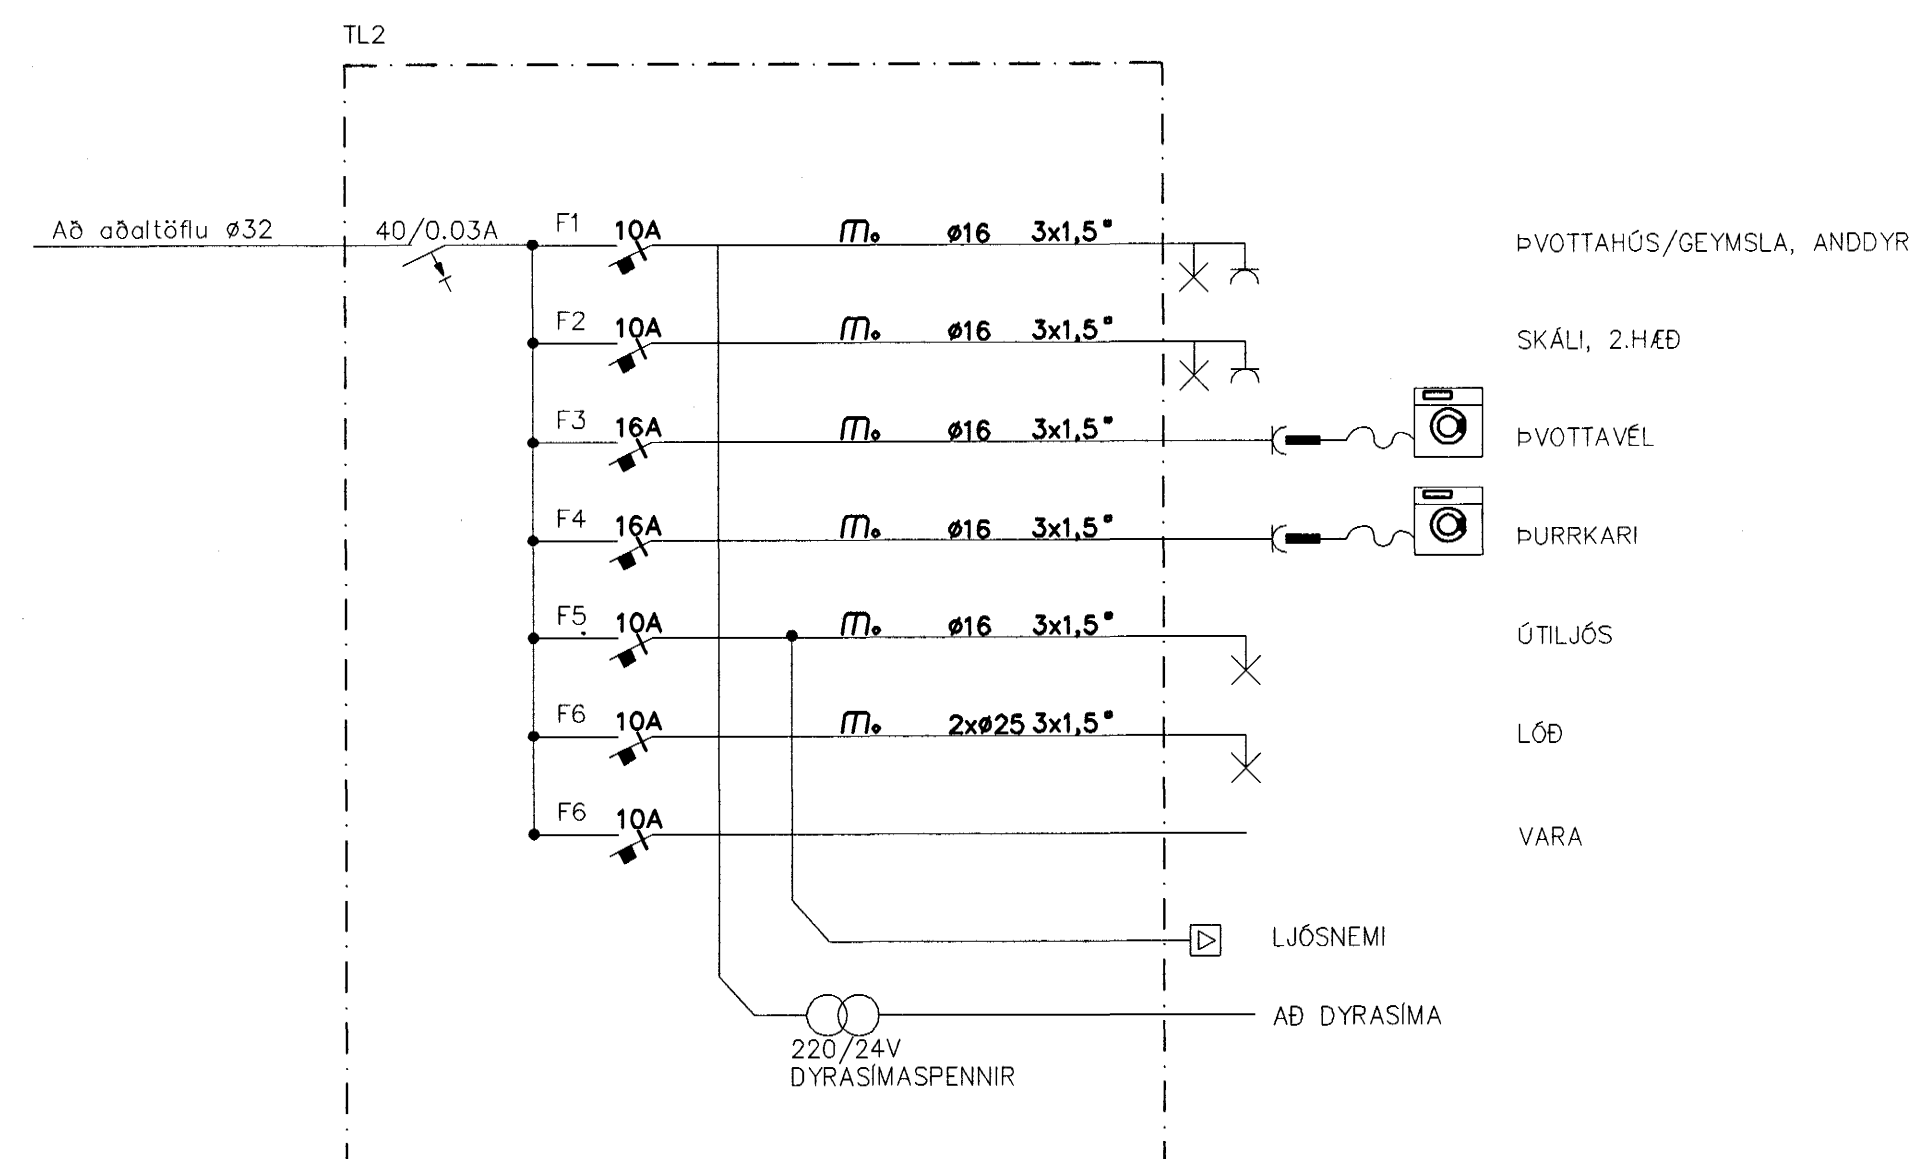 TL2
Að aðaltöflu ø32 40/0.03A F1 10A m. ø16 3x1,5" ÞVOTTAHÚS/GEYMSLA, ANDDYR
F2 10A m. ø16 3x1,5" SKÁLI, 2.HÆÐ
F3 16A m. ø16 3x1,5" ÞVOTTAVÉL
F4 16A m. ø16 3x1,5" ÞURRKARI
F5 10A m. ø16 3x1,5" ÚTILJÓS
F6 10A m. 2xø25 3x1,5" LÓÐ
F6 10A VARA
LJÓSNEMI
AÐ DYRASÍMA
220/24V
DYRASÍMASPENNIR